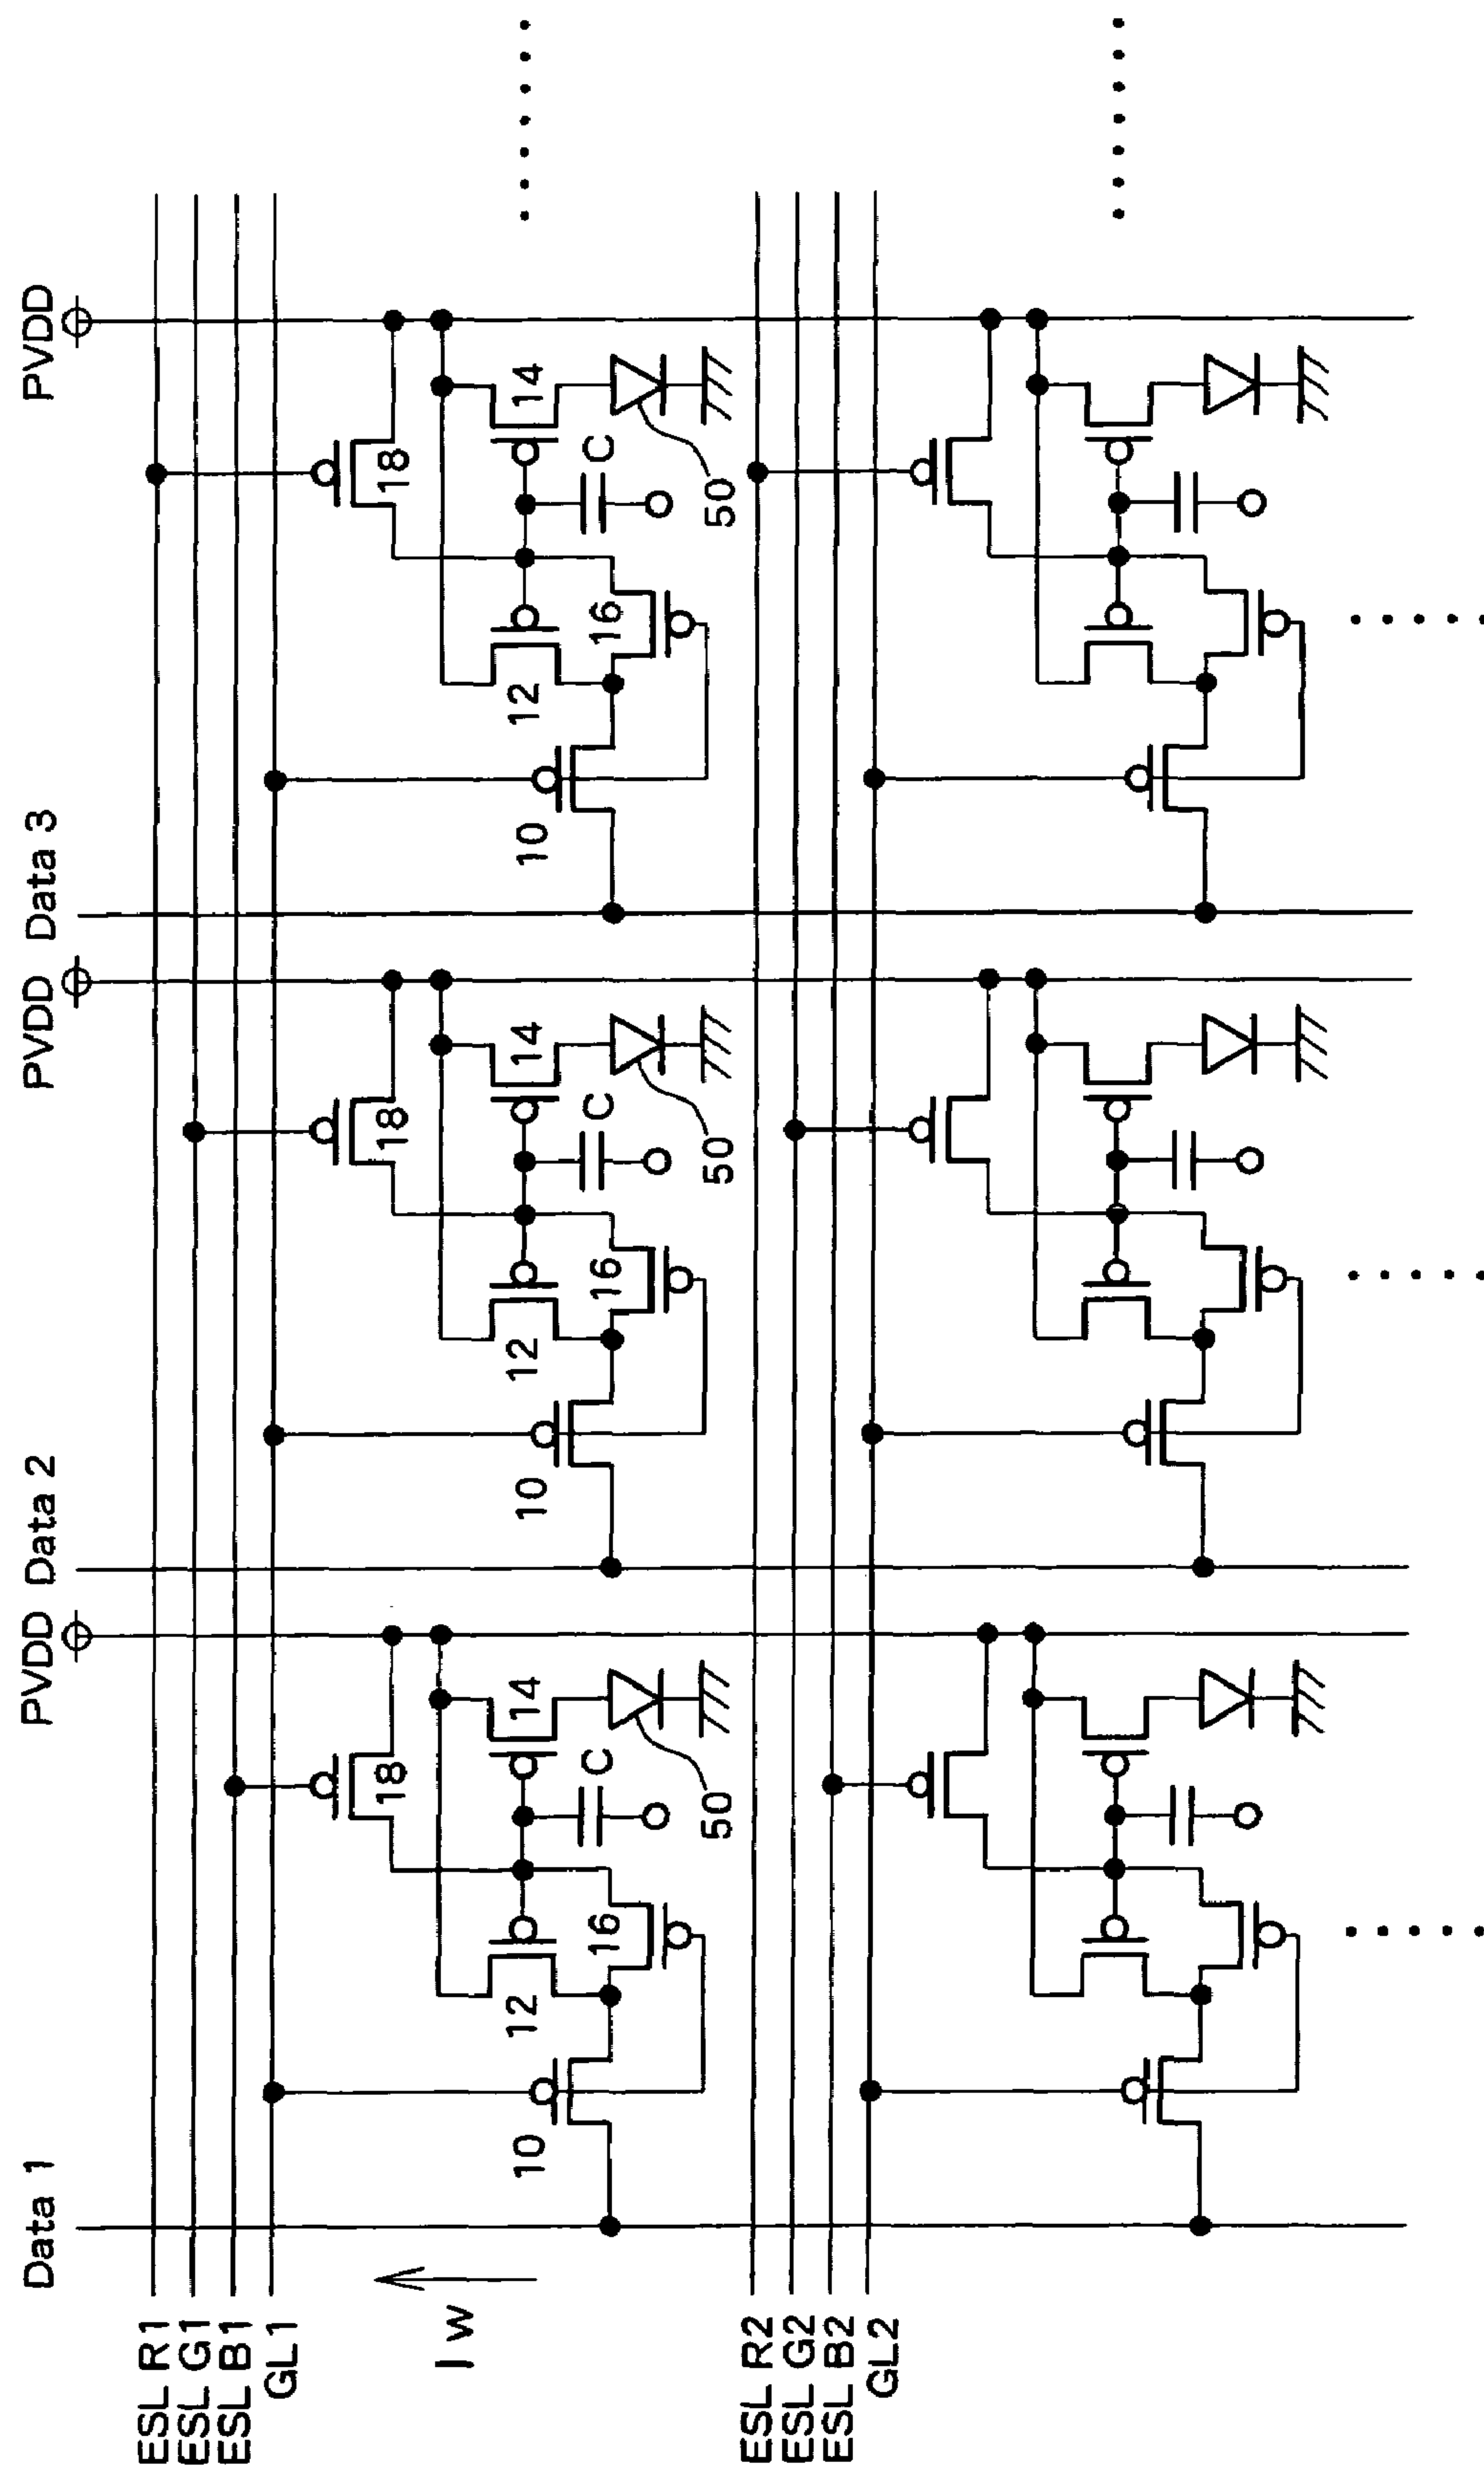 Data 1 PVDD Data 2 PVDD Data 3 PVDD
ESL R1
ESL G1
ESL B1
GL1
18 18 18
I w
10 12 14 10 12 14 10 12 14
16 C 16 C 16 C
50 50 50
ESL R2
ESL G2
ESL B2
GL2